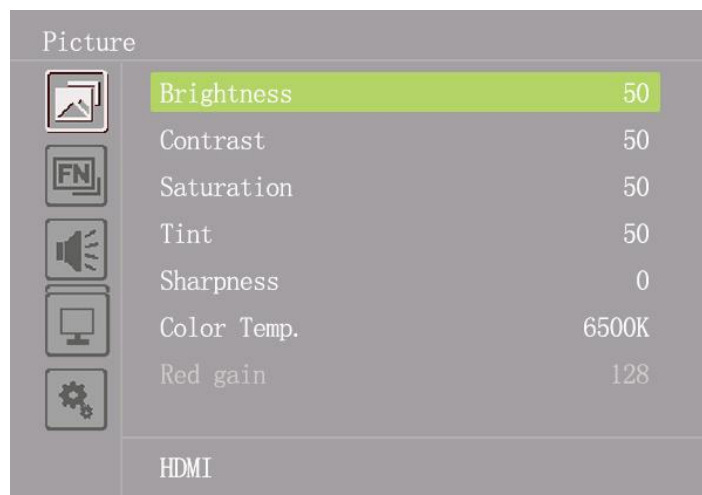 Picture
Brightness 50
Contrast 50
FN
Saturation 50
Tint 50
Sharpness 0
Color Temp. 6500K
Red gain 128
HDMI